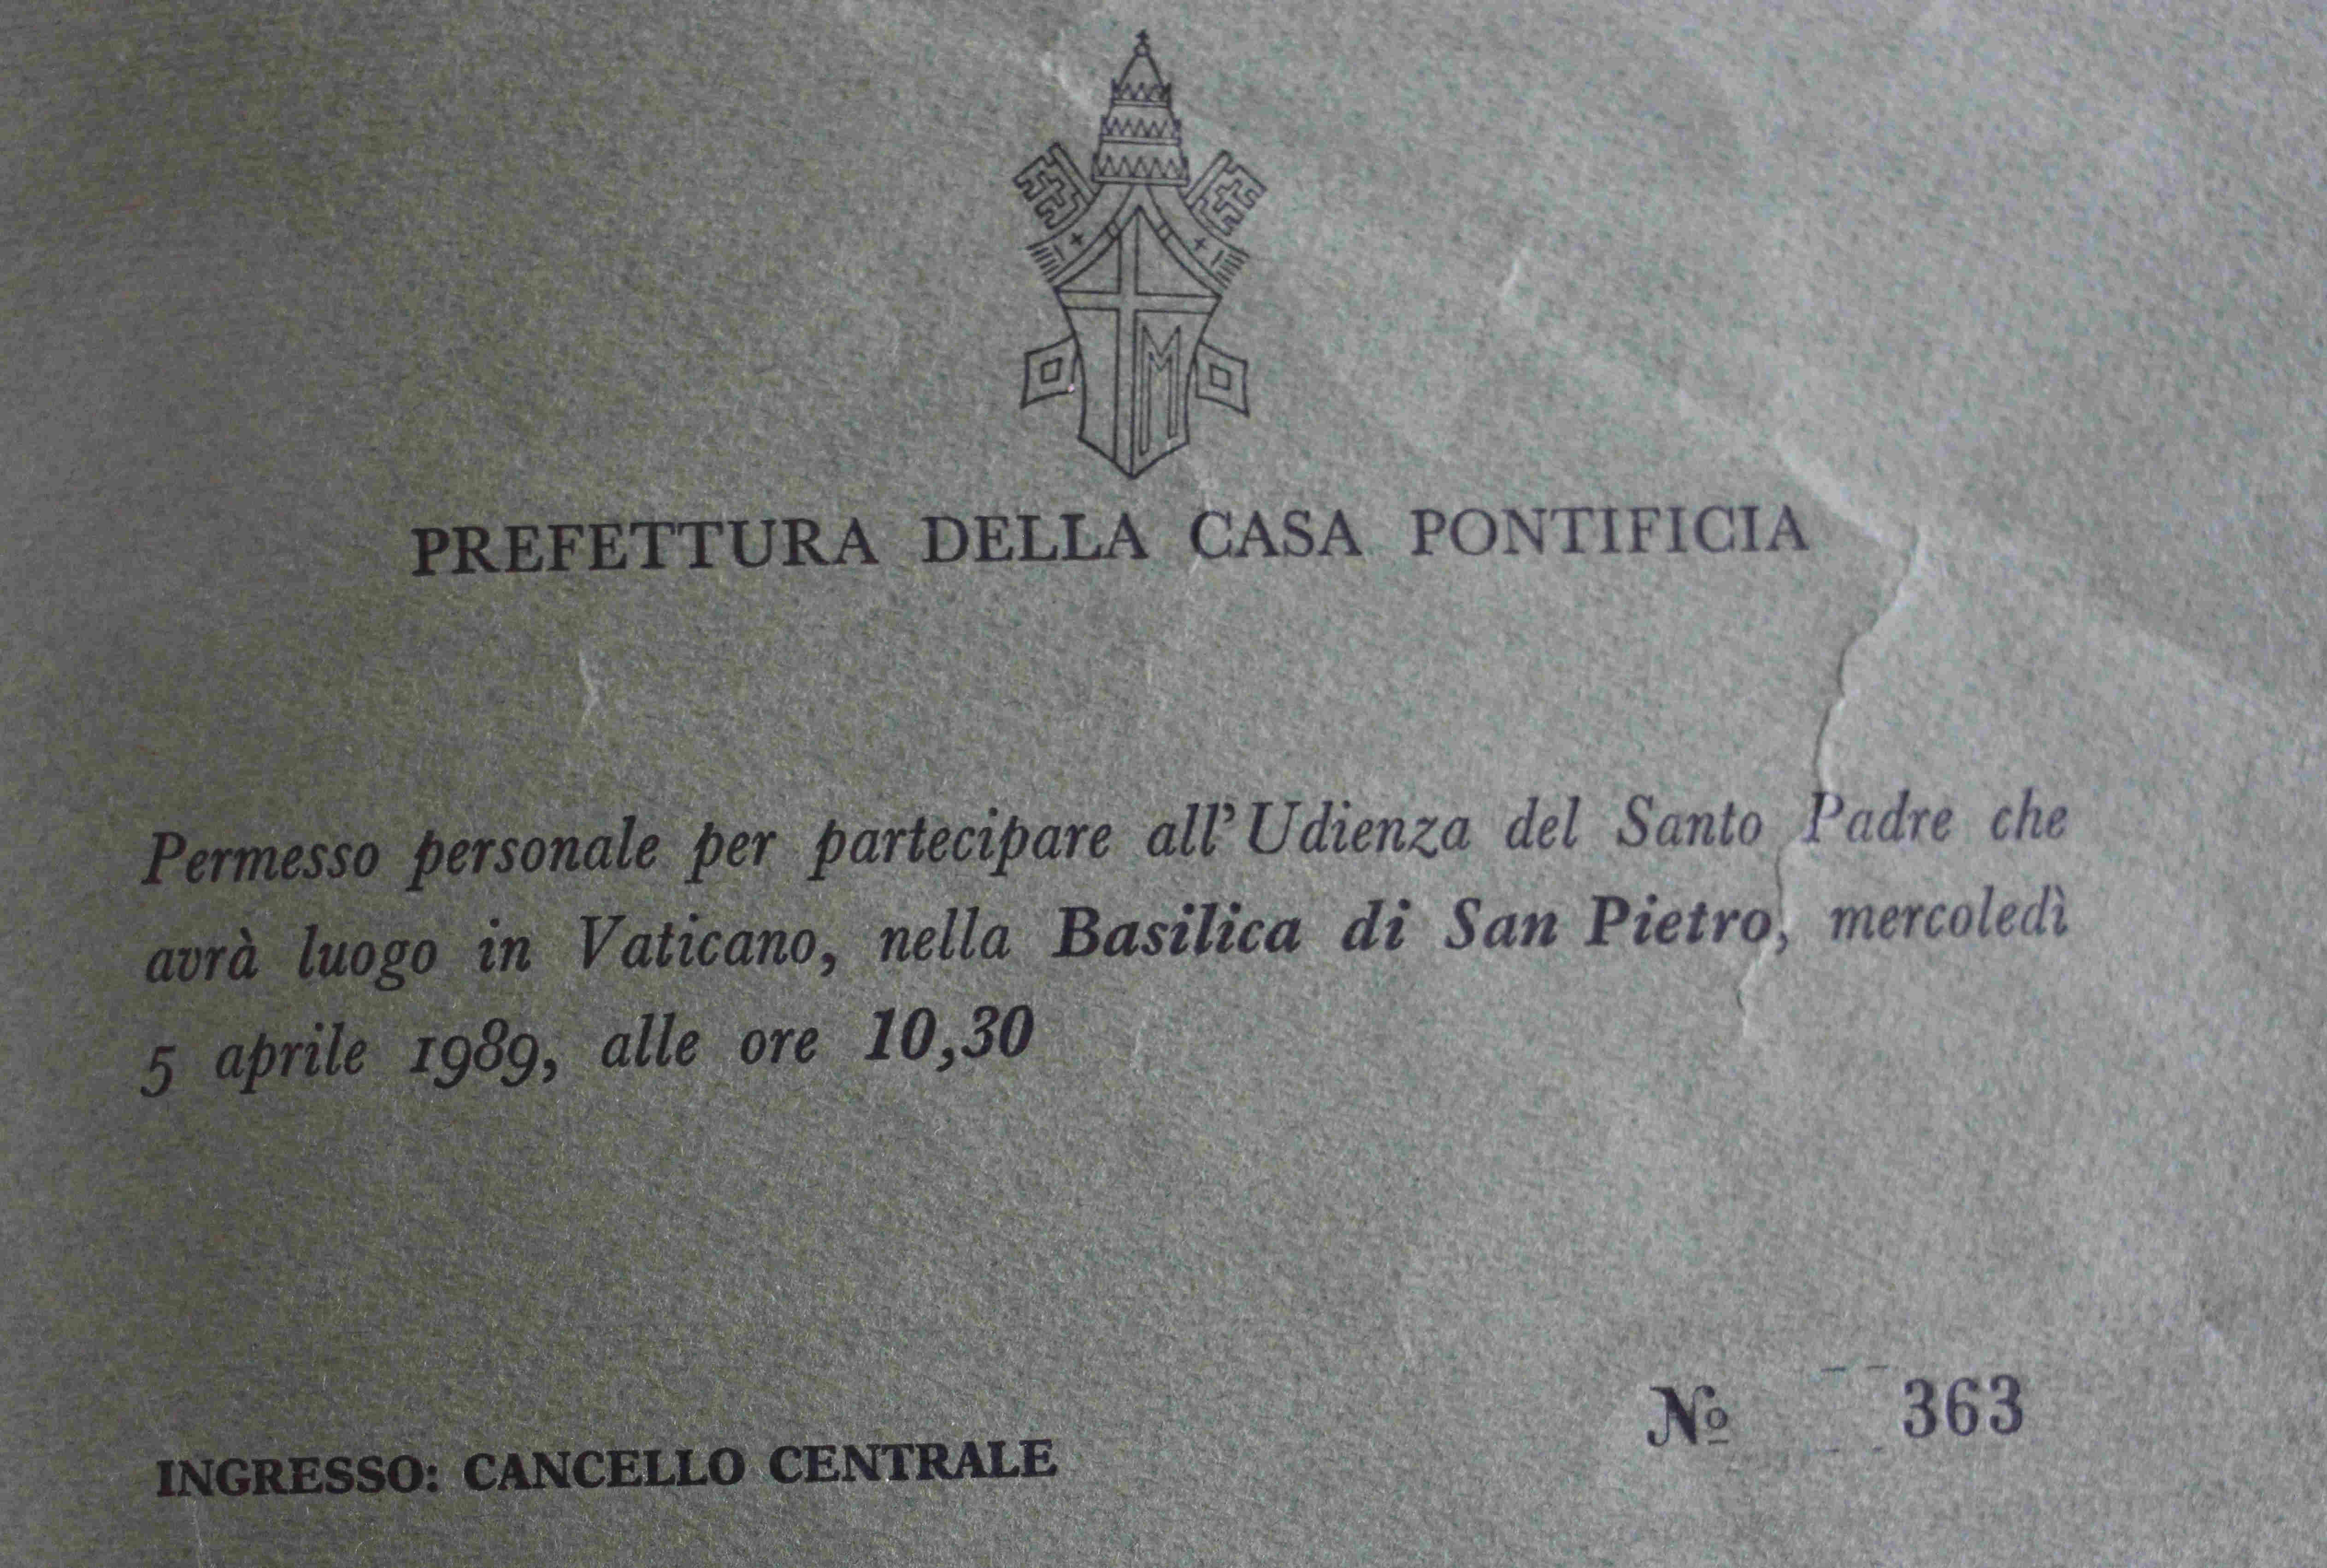 M
PREFETTURA DELLA CASA PONTIFICIA
Permesso personale per partecipare all'Udienza del Santo Padre che
avrà luogo in Vaticano, nella Basilica di San Pietro, mercoledì
5 aprile 1989, alle ore 10,30
Nº 363
INGRESSO: CANCELLO CENTRALE